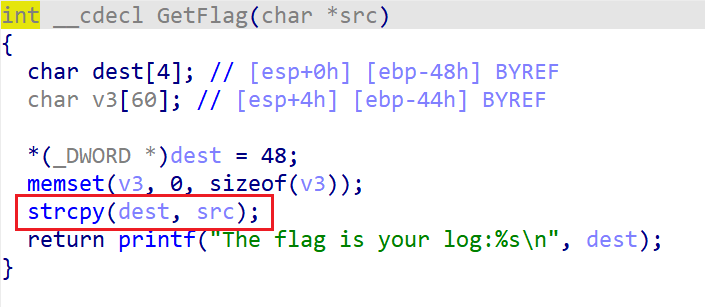 int __cdecl GetFlag(char *src)
{
  char dest[4]; // [esp+0h] [ebp-48h] BYREF
  char v3[60]; // [esp+4h] [ebp-44h] BYREF

  *(_DWORD *)dest = 48;
  memset(v3, 0, sizeof(v3));
  strcpy(dest, src);
  return printf("The flag is your log:%s\n", dest);
}